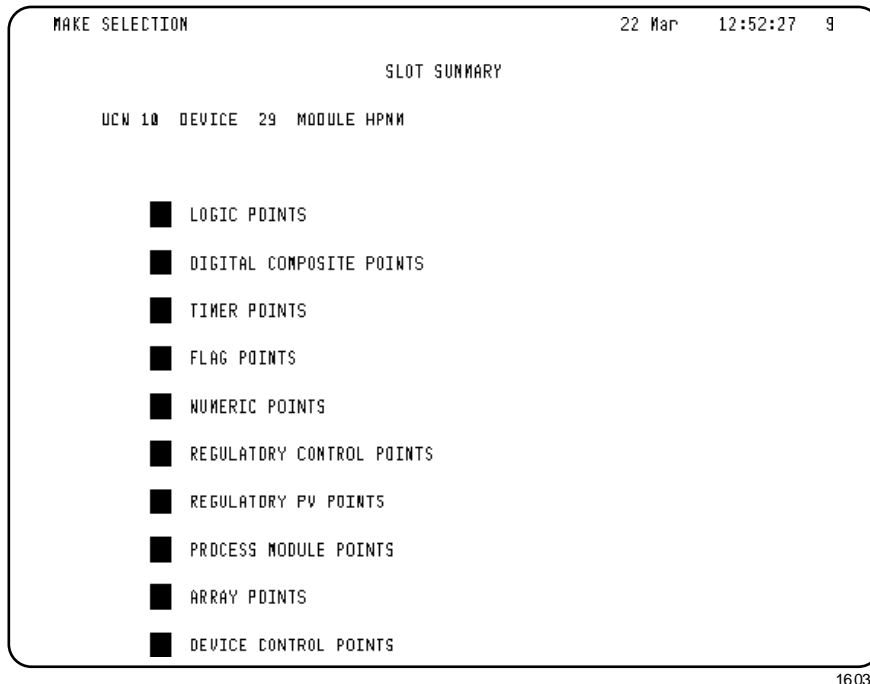 MAKE SELECTION 22 Mar 12:52:27 9
SLOT SUMMARY
UCN 10 DEVICE 29 MODULE HPMM
LOGIC POINTS
DIGITAL COMPOSITE POINTS
TIMER POINTS
FLAG POINTS
NUMERIC POINTS
REGULATORY CONTROL POINTS
REGULATORY PV POINTS
PROCESS MODULE POINTS
ARRAY POINTS
DEVICE CONTROL POINTS
1603